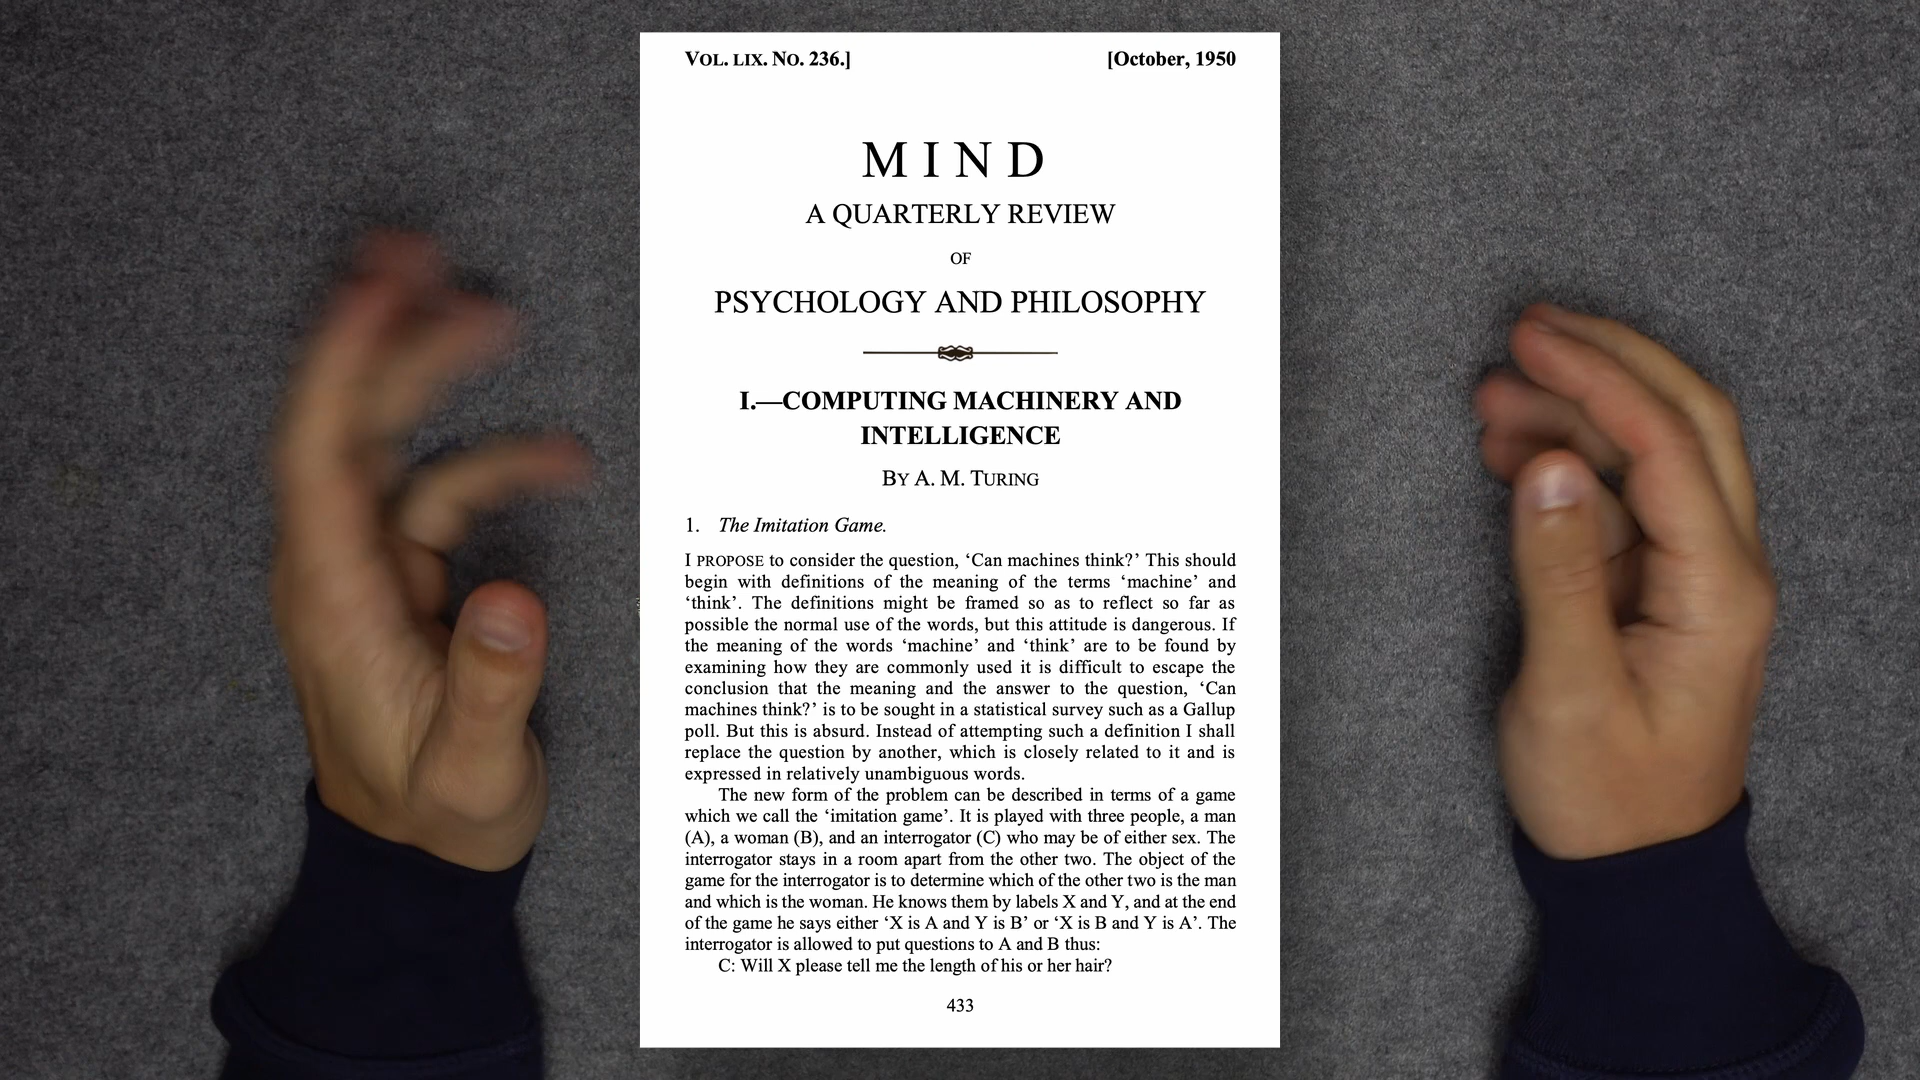 VOL. LIX. NO. 236.] [October, 1950
MIND
A QUARTERLY REVIEW
OF
PSYCHOLOGY AND PHILOSOPHY
I.—COMPUTING MACHINERY AND
INTELLIGENCE
BY A. M. TURING
1. The Imitation Game.
I PROPOSE to consider the question, ‘Can machines think?’ This should
begin with definitions of the meaning of the terms ‘machine’ and
‘think’. The definitions might be framed so as to reflect so far as
possible the normal use of the words, but this attitude is dangerous. If
the meaning of the words ‘machine’ and ‘think’ are to be found by
examining how they are commonly used it is difficult to escape the
conclusion that the meaning and the answer to the question, ‘Can
machines think?’ is to be sought in a statistical survey such as a Gallup
poll. But this is absurd. Instead of attempting such a definition I shall
replace the question by another, which is closely related to it and is
expressed in relatively unambiguous words.
The new form of the problem can be described in terms of a game
which we call the ‘imitation game’. It is played with three people, a man
(A), a woman (B), and an interrogator (C) who may be of either sex. The
interrogator stays in a room apart from the other two. The object of the
game for the interrogator is to determine which of the other two is the man
and which is the woman. He knows them by labels X and Y, and at the end
of the game he says either ‘X is A and Y is B’ or ‘X is B and Y is A’. The
interrogator is allowed to put questions to A and B thus:
C: Will X please tell me the length of his or her hair?
433